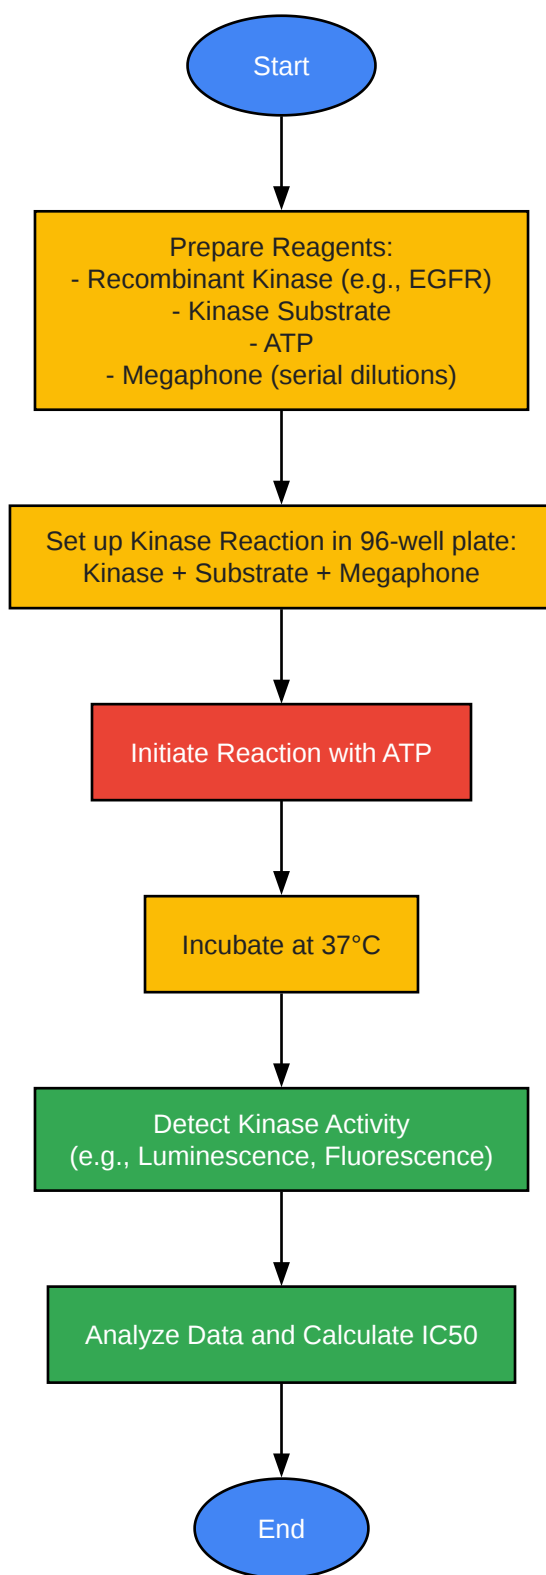 Start
Prepare Reagents:
- Recombinant Kinase (e.g., EGFR)
- Kinase Substrate
- ATP
- Megaphone (serial dilutions)
Set up Kinase Reaction in 96-well plate:
Kinase + Substrate + Megaphone
Initiate Reaction with ATP
Incubate at 37°C
Detect Kinase Activity
(e.g., Luminescence, Fluorescence)
Analyze Data and Calculate IC50
End